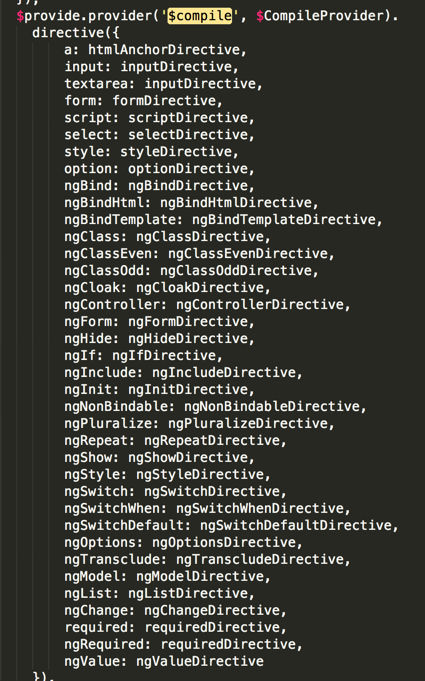 });
$provide.provider('$compile', $CompileProvider).
directive({
a: htmlAnchorDirective,
input: inputDirective,
textarea: inputDirective,
form: formDirective,
script: scriptDirective,
select: selectDirective,
style: styleDirective,
option: optionDirective,
ngBind: ngBindDirective,
ngBindHtml: ngBindHtmlDirective,
ngBindTemplate: ngBindTemplateDirective,
ngClass: ngClassDirective,
ngClassEven: ngClassEvenDirective,
ngClassOdd: ngClassOddDirective,
ngCloak: ngCloakDirective,
ngController: ngControllerDirective,
ngForm: ngFormDirective,
ngHide: ngHideDirective,
ngIf: ngIfDirective,
ngInclude: ngIncludeDirective,
ngInit: ngInitDirective,
ngNonBindable: ngNonBindableDirective,
ngPluralize: ngPluralizeDirective,
ngRepeat: ngRepeatDirective,
ngShow: ngShowDirective,
ngStyle: ngStyleDirective,
ngSwitch: ngSwitchDirective,
ngSwitchWhen: ngSwitchWhenDirective,
ngSwitchDefault: ngSwitchDefaultDirective,
ngOptions: ngOptionsDirective,
ngTransclude: ngTranscludeDirective,
ngModel: ngModelDirective,
ngList: ngListDirective,
ngChange: ngChangeDirective,
required: requiredDirective,
ngRequired: requiredDirective,
ngValue: ngValueDirective
}).